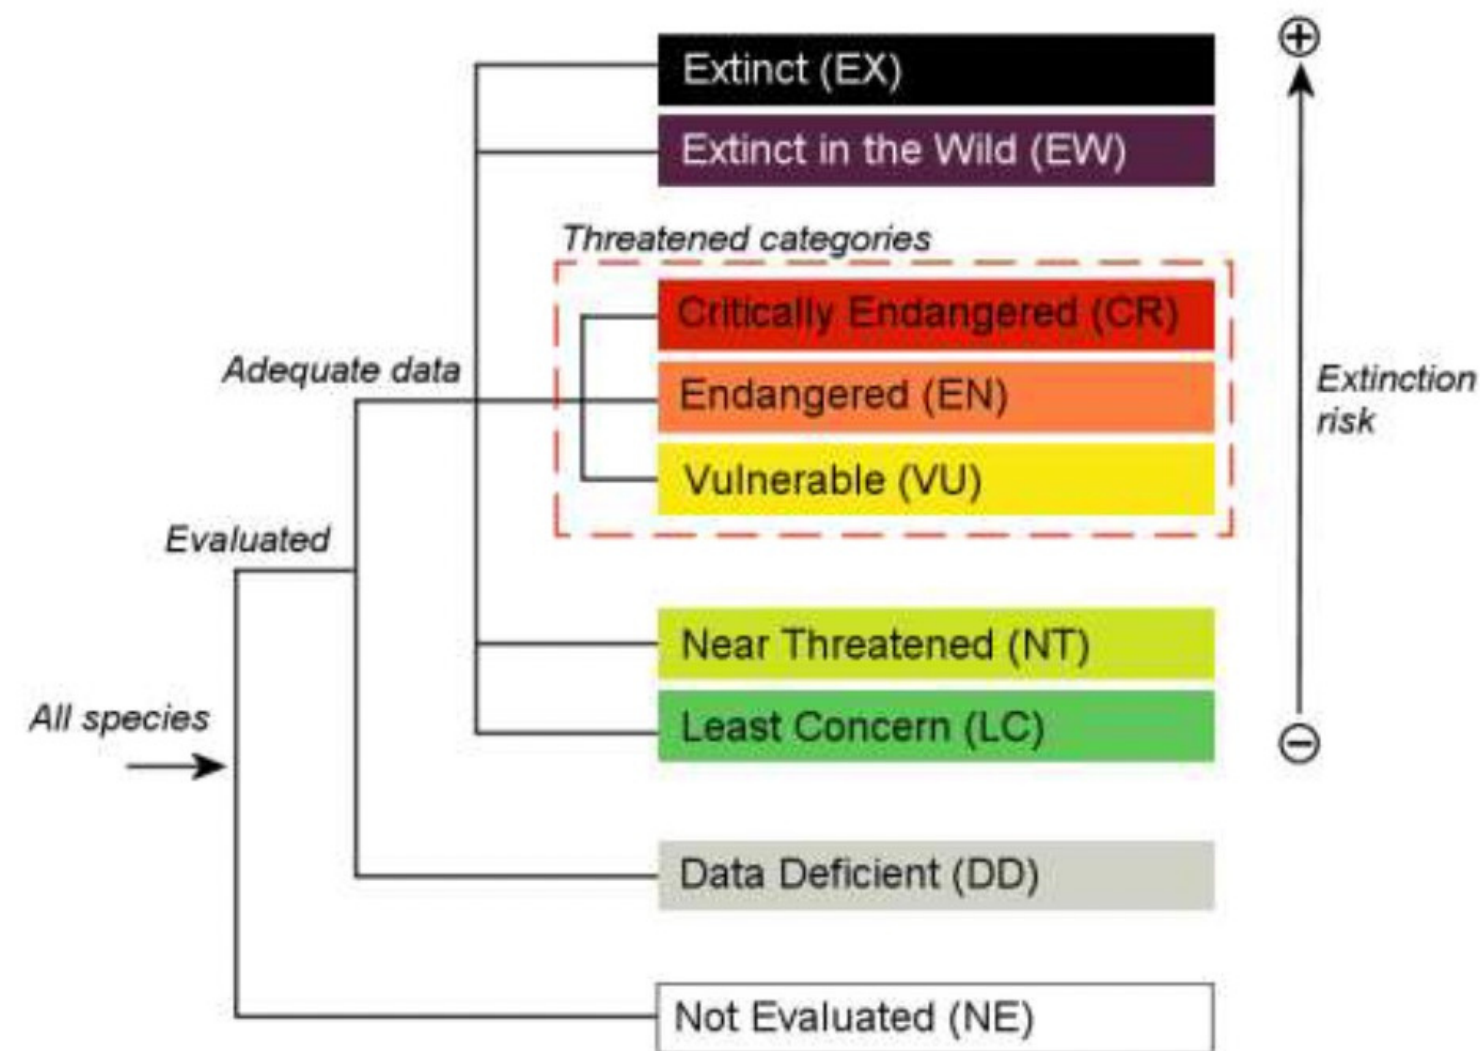 Extinct (EX)
Extinct in the Wild (EW)
Threatened categories
Critically Endangered (CR)
Adequate data
Endangered (EN)
Extinction
risk
Vulnerable (VU)
Evaluated
Near Threatened (NT)
All species
Least Concern (LC)
Data Deficient (DD)
Not Evaluated (NE)